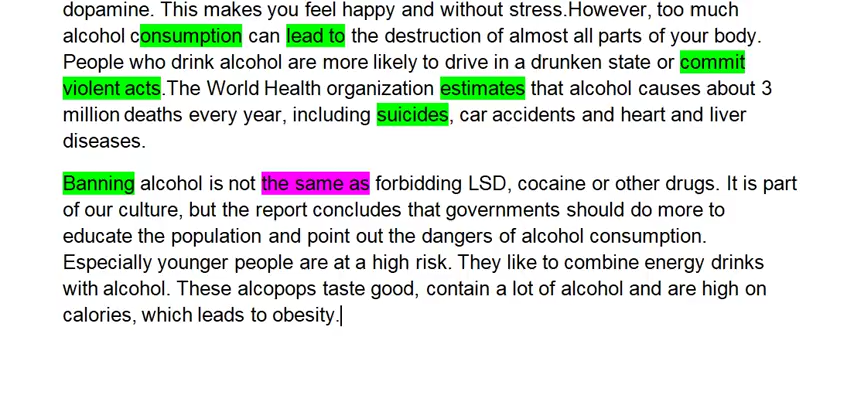 dopamine. This makes you feel happy and without stress.However, too much
alcohol consumption can lead to the destruction of almost all parts of your body.
People who drink alcohol are more likely to drive in a drunken state or commit
violent acts.The World Health organization estimates that alcohol causes about 3
million deaths every year, including suicides, car accidents and heart and liver
diseases.
Banning alcohol is not the same as forbidding LSD, cocaine or other drugs. It is part
of our culture, but the report concludes that governments should do more to
educate the population and point out the dangers of alcohol consumption.
Especially younger people are at a high risk. They like to combine energy drinks
with alcohol. These alcopops taste good, contain a lot of alcohol and are high on
calories, which leads to obesity.